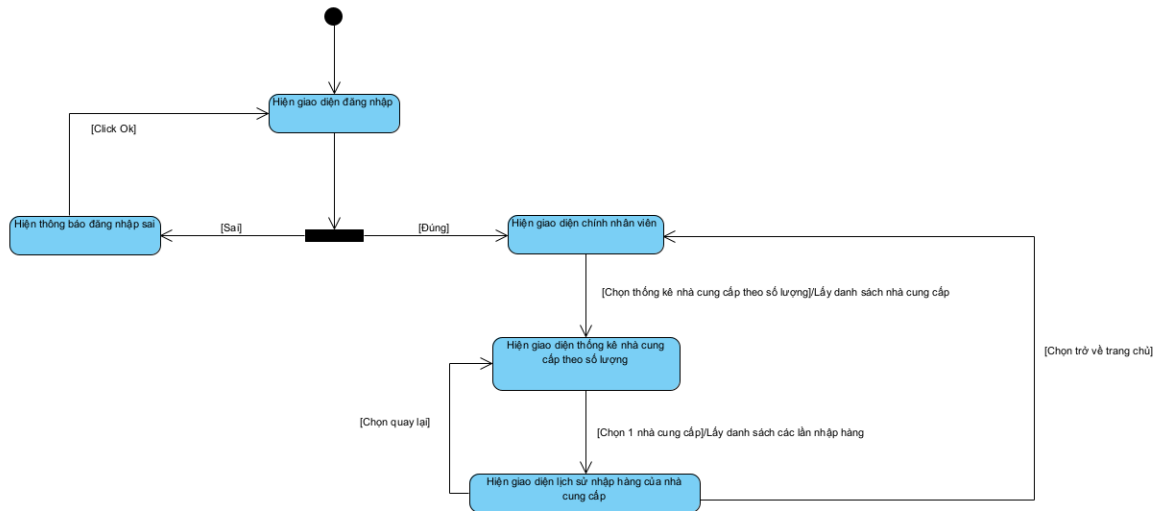 Hiện giao diện đăng nhập
[Click Ok]
Hiện thông báo đăng nhập sai
[Sai]
[Đúng]
Hiện giao diện chính nhân viên
[Chọn thống kê nhà cung cấp theo số lượng]/Lấy danh sách nhà cung cấp
Hiện giao diện thống kê nhà cung
cấp theo số lượng
[Chọn trở về trang chủ]
[Chọn quay lại]
[Chọn 1 nhà cung cấp]/Lấy danh sách các lần nhập hàng
Hiện giao diện lịch sử nhập hàng của nhà
cung cấp